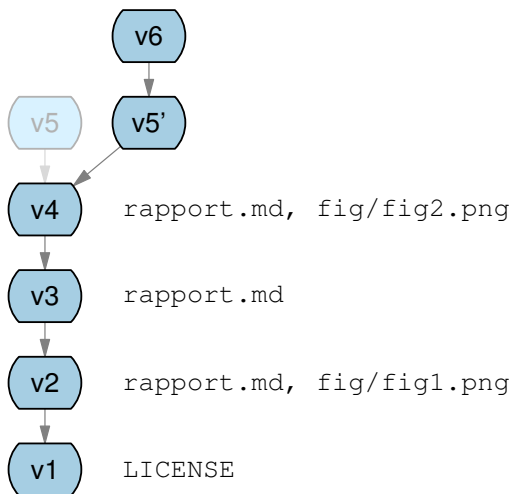 v6
v5 v5’
v4 rapport.md, fig/fig2.png
v3 rapport.md
v2 rapport.md, fig/fig1.png
v1 LICENSE